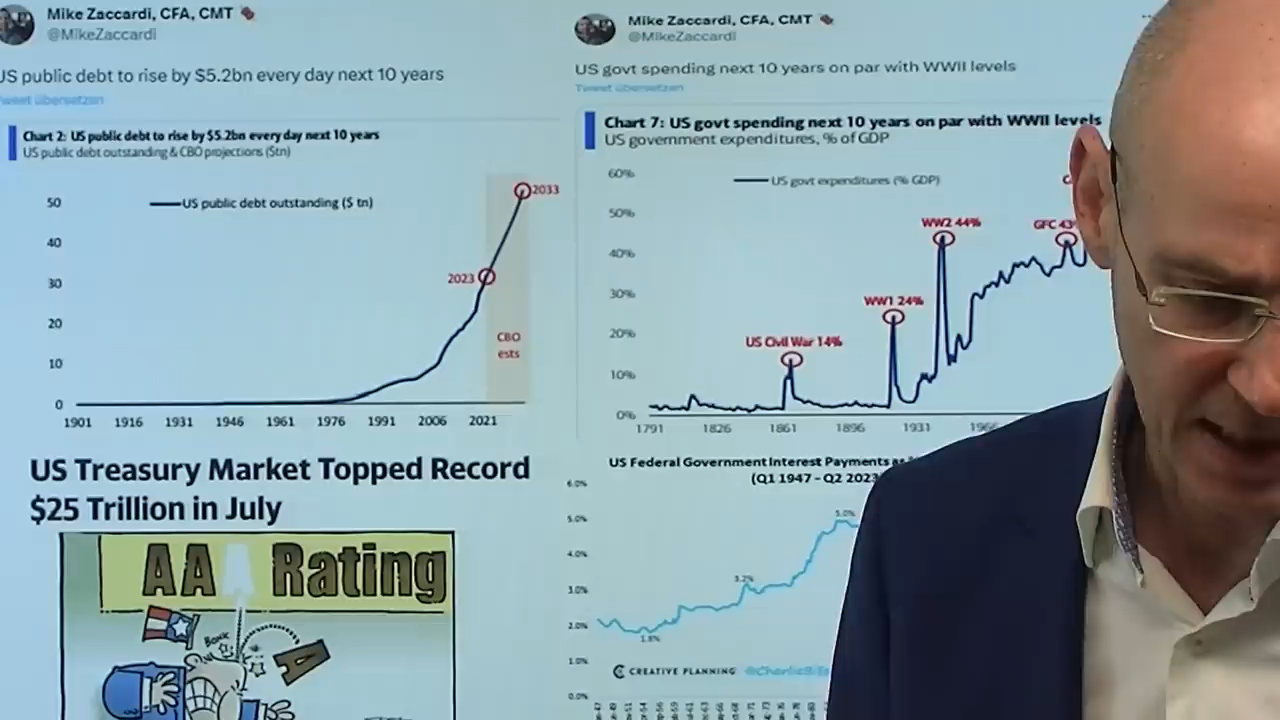 Mike Zaccardi, CFA, CMT
@MikeZaccardi
US public debt to rise by $5.2bn every day next 10 years
Tweet übersetzen
Chart 2: US public debt to rise by $5.2bn every day next 10 years
US public debt outstanding & CBO projections ($tn)
US public debt outstanding ($ tn)
50
40
30
20
10
0
2033
2023
CBO
ests
1901 1916 1931 1946 1961 1976 1991 2006 2021
US Treasury Market Topped Record
$25 Trillion in July
AA Rating
BONK
A
Mike Zaccardi, CFA, CMT
@MikeZaccardi
US govt spending next 10 years on par with WWII levels
Tweet übersetzen
Chart 7: US govt spending next 10 years on par with WWII levels
US government expenditures, % of GDP
US govt expenditures (% GDP)
60%
50%
40%
30%
20%
10%
0%
WW2 44%
GFC 43
WW1 24%
US Civil War 14%
1791 1826 1861 1896 1931 1966
US Federal Government Interest Payments
(Q1 1947 - Q2 2023
6.0%
5.0%
4.0%
3.0%
2.0%
1.0%
0.0%
5.0%
3.2%
1.8%
CREATIVE PLANNING @CharlieBil